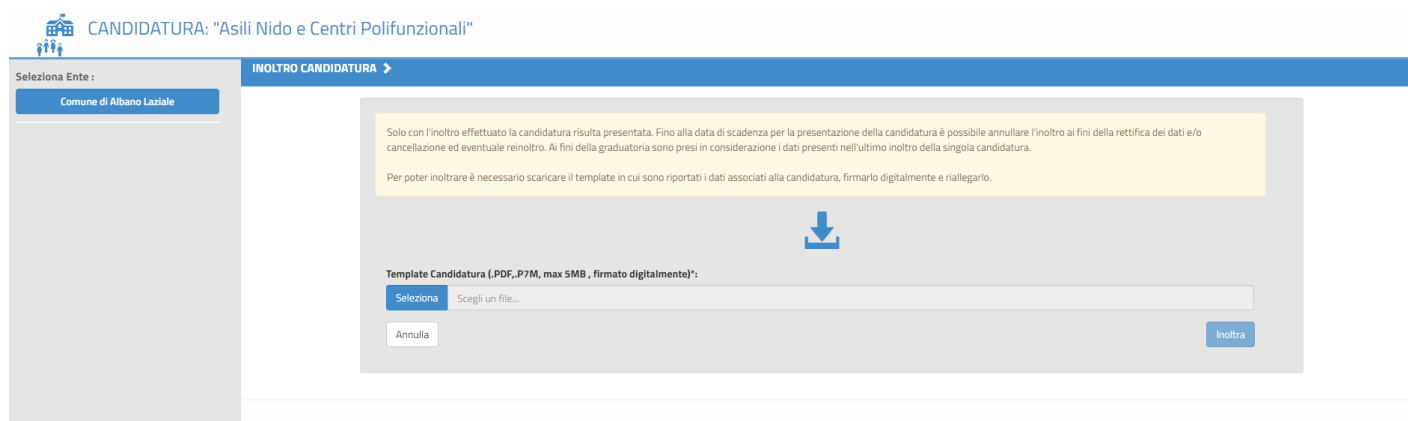 CANDIDATURA: "Asili Nido e Centri Polifunzionali"
Seleziona Ente :
Comune di Albano Laziale
INOLTRO CANDIDATURA
Solo con l'inoltro effettuato la candidatura risulta presentata. Fino alla data di scadenza per la presentazione della candidatura è possibile annullare l'inoltro ai fini della rettifica dei dati e/o
cancellazione ed eventuale reinoltro. Ai fini della graduatoria sono presi in considerazione i dati presenti nell'ultimo inoltro della singola candidatura.
Per poter inoltrare è necessario scaricare il template in cui sono riportati i dati associati alla candidatura, firmarlo digitalmente e riallegarlo.
Template Candidatura (.PDF,.P7M, max 5MB , firmato digitalmente)*:
Seleziona Scegli un file...
Annulla Inoltra